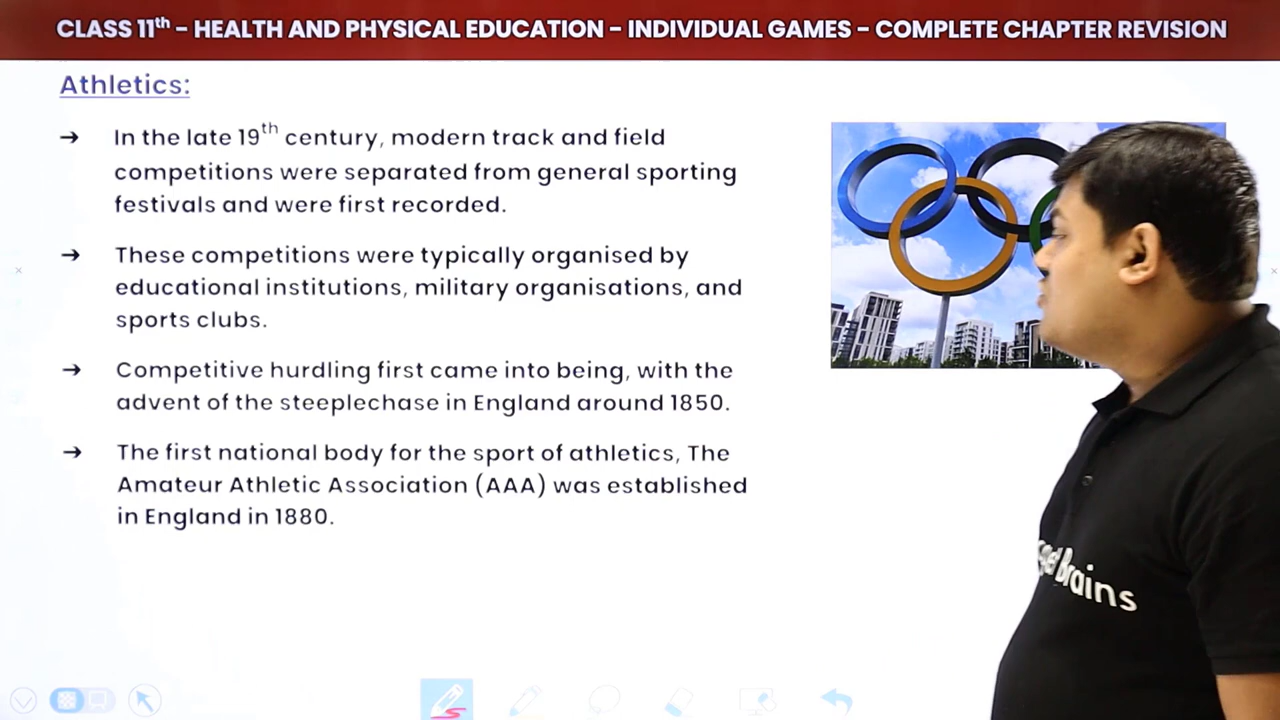 CLASS 11th - HEALTH AND PHYSICAL EDUCATION - INDIVIDUAL GAMES - COMPLETE CHAPTER REVISION
Athletics:
→ In the late 19th century, modern track and field
competitions were separated from general sporting
festivals and were first recorded.
→ These competitions were typically organised by
educational institutions, military organisations, and
sports clubs.
→ Competitive hurdling first came into being, with the
advent of the steeplechase in England around 1850.
→ The first national body for the sport of athletics, The
Amateur Athletic Association (AAA) was established
in England in 1880.
Brains